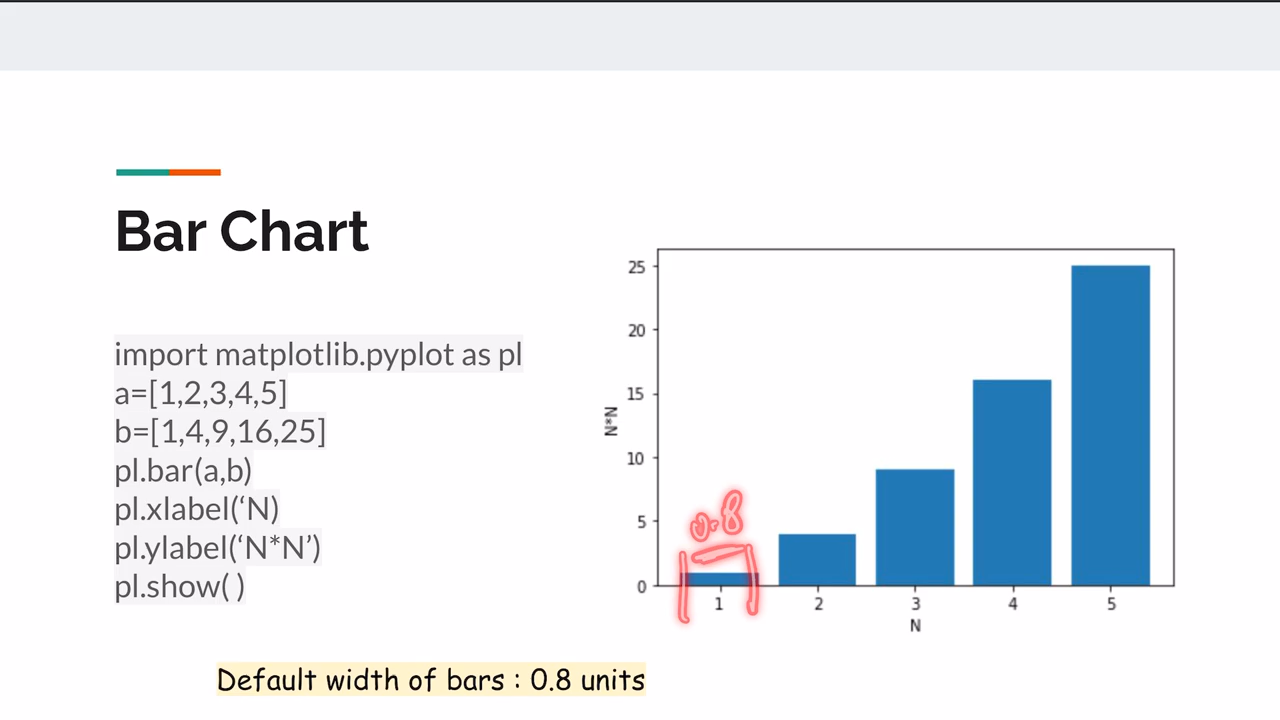 Bar Chart
import matplotlib.pyplot as pl
a=[1,2,3,4,5]
b=[1,4,9,16,25]
pl.bar(a,b)
pl.xlabel(‘N)
pl.ylabel(‘N*N’)
pl.show( )
25
20
15
10
5
0
N*N
0.8
1 2 3 4 5
N
Default width of bars : 0.8 units